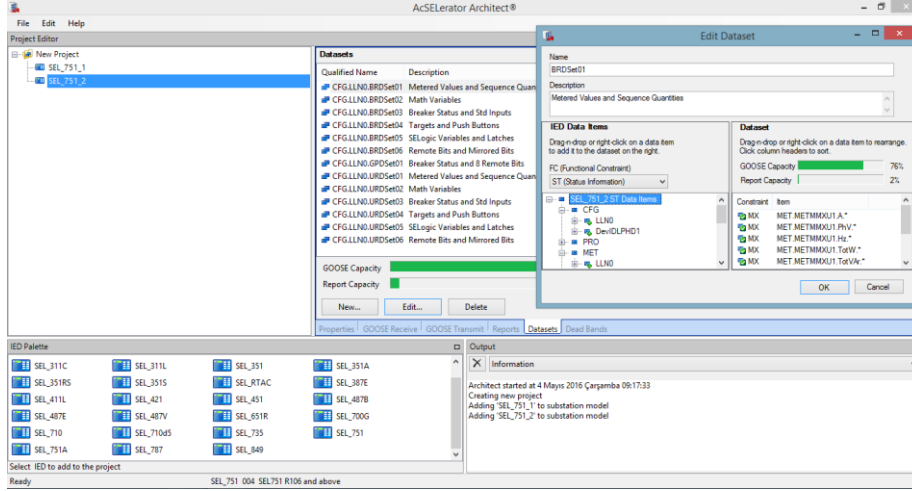 AcSELerator Architect®
File Edit Help
Project Editor
New Project
SEL_751_1
SEL_751_2
Datasets
Qualified Name Description
CFG.LLN0.BRDSet01 Metered Values and Sequence Quan
CFG.LLN0.BRDSet02 Math Variables
CFG.LLN0.BRDSet03 Breaker Status and Std Inputs
CFG.LLN0.BRDSet04 Targets and Push Buttons
CFG.LLN0.BRDSet05 SELogic Variables and Latches
CFG.LLN0.BRDSet06 Remote Bits and Mirrored Bits
CFG.LLN0.GPDSet01 Breaker Status and 8 Remote Bits
CFG.LLN0.URDSet01 Metered Values and Sequence Quan
CFG.LLN0.URDSet02 Math Variables
CFG.LLN0.URDSet03 Breaker Status and Std Inputs
CFG.LLN0.URDSet04 Targets and Push Buttons
CFG.LLN0.URDSet05 SELogic Variables and Latches
CFG.LLN0.URDSet06 Remote Bits and Mirrored Bits
GOOSE Capacity
Report Capacity
New... Edit... Delete
Properties GOOSE Receive GOOSE Transmit Reports Datasets Dead Bands
Edit Dataset
Name
BRDSet01
Description
Metered Values and Sequence Quantities
IED Data Items
Drag-n-drop or right-click on a data item
to add it to the dataset on the right.
FC (Functional Constraint)
ST (Status Information)
SEL_751_2 ST Data Items
CFG
LLN0
DevIDLPHD1
PRO
MET
LLN0
Dataset
Drag-n-drop or right-click on a data item to rearrange.
Click column headers to sort.
GOOSE Capacity 76%
Report Capacity 2%
Constraint Item
MX MET.METMMXU1.A.*
MX MET.METMMXU1.PhV.*
MX MET.METMMXU1.Hz.*
MX MET.METMMXU1.TotW.*
MX MET.METMMXU1.TotVAr.*
OK Cancel
IED Palette
SEL_311C SEL_311L SEL_351 SEL_351A
SEL_351RS SEL_351S SEL_RTAC SEL_387E
SEL_411L SEL_421 SEL_451 SEL_487B
SEL_487E SEL_487V SEL_651R SEL_700G
SEL_710 SEL_710d5 SEL_735 SEL_751
SEL_751A SEL_787 SEL_849
Select IED to add to the project
Output
Information
Architect started at 4 Mayıs 2016 Çarşamba 09:17:33
Creating new project
Adding 'SEL_751_1' to substation model
Adding 'SEL_751_2' to substation model
Ready SEL_751 004 SEL751 R106 and above